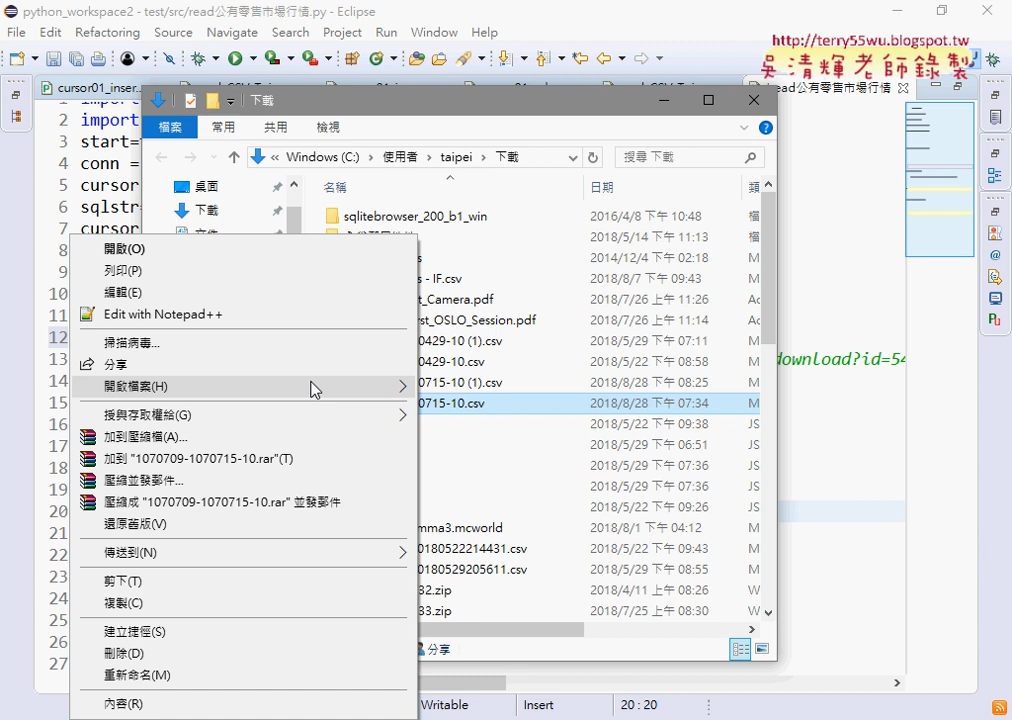 python_workspace2 - test/src/read公有零售市場行情.py - Eclipse
File Edit Refactoring Source Navigate Search Project Run Window Help
http://terry55wu.blogspot.tw
吳清輝老師錄製
cursor01_inser...
ead公有零售市場行情
2 import
3 start=
4 conn =
5 cursor
6 sqlstr=
7 cursor
8
9
10
11
12
13
14
15
16
17
18
19
20
21
22
23
24
25
26
27
download?id=54
下載
檔案 常用 共用 檢視
« Windows (C:) › 使用者 › taipei › 下載
搜尋 下載
桌面
下載
文件
名稱 日期 類
sqlitebrowser_200_b1_win 2016/4/8 下午 10:48 檔
2018/5/14 下午 11:13 檔
s 2014/12/4 下午 02:18 M
s - IF.csv 2018/8/7 下午 09:43 M
t_Camera.pdf 2018/7/26 上午 11:26 Ac
rst_OSLO_Session.pdf 2018/7/26 上午 11:14 Ac
0429-10 (1).csv 2018/5/29 下午 07:11 M
0429-10.csv 2018/5/22 下午 08:58 M
0715-10 (1).csv 2018/8/28 下午 08:25 M
0715-10.csv 2018/8/28 下午 07:34 M
2018/5/22 下午 09:38 JS
2018/5/29 下午 06:51 JS
2018/5/29 下午 07:36 JS
2018/5/29 下午 07:36 JS
2018/5/22 下午 09:26 JS
mma3.mcworld 2018/8/1 下午 04:12 M
0180522214431.csv 2018/5/22 下午 09:43 M
0180529205611.csv 2018/5/29 下午 08:55 M
32.zip 2018/4/11 上午 08:26 W
33.zip 2018/7/25 上午 08:30 W
分享
開啟(O)
列印(P)
編輯(E)
Edit with Notepad++
掃描病毒...
分享
開啟檔案(H)
授與存取權給(G)
加到壓縮檔(A)...
加到 "1070709-1070715-10.rar"(T)
壓縮並發郵件...
壓縮成 "1070709-1070715-10.rar" 並發郵件
還原舊版(V)
傳送到(N)
剪下(T)
複製(C)
建立捷徑(S)
刪除(D)
重新命名(M)
內容(R)
Writable Insert 20 : 20